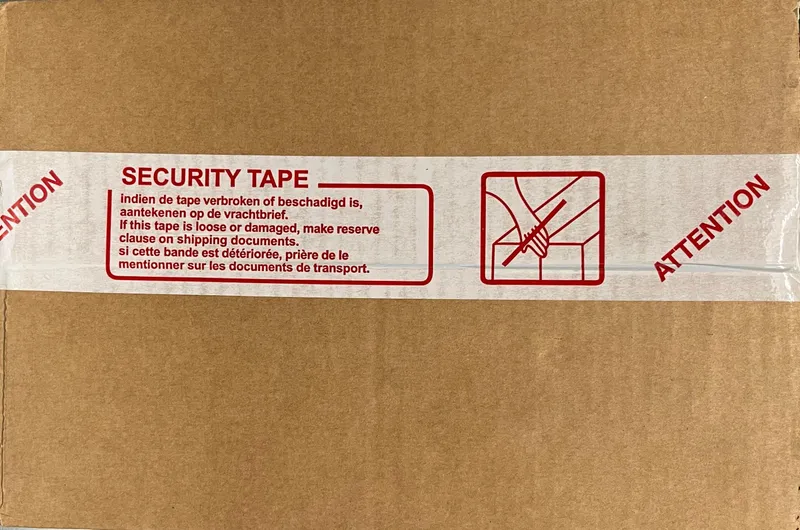 ENTION
SECURITY TAPE
indien de tape verbroken of beschadigd is,
aantekenen op de vrachtbrief.
If this tape is loose or damaged, make reserve
clause on shipping documents.
si cette bande est détériorée, prière de le
mentionner sur les documents de transport.
ATTENTION